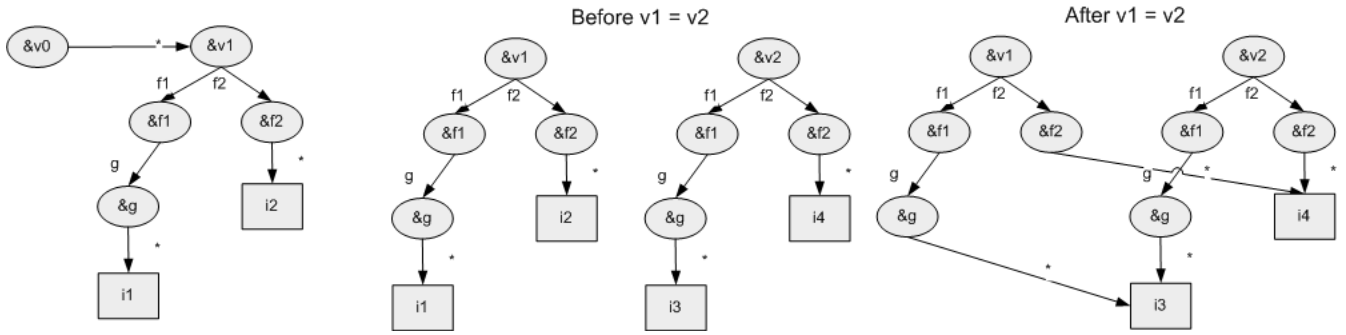 Before v1 = v2
After v1 = v2
&v0
*
&v1
f1
f2
&f1
&f2
g
*
&g
i2
*
i1
&v1
f1
f2
&f1
&f2
g
*
&g
i2
*
i1
&v2
f1
f2
&f1
&f2
g
*
&g
i4
*
i3
&v1
f1
f2
&f1
&f2
g
&g
*
&v2
f1
f2
&f1
&f2
g
*
*
&g
i4
*
i3